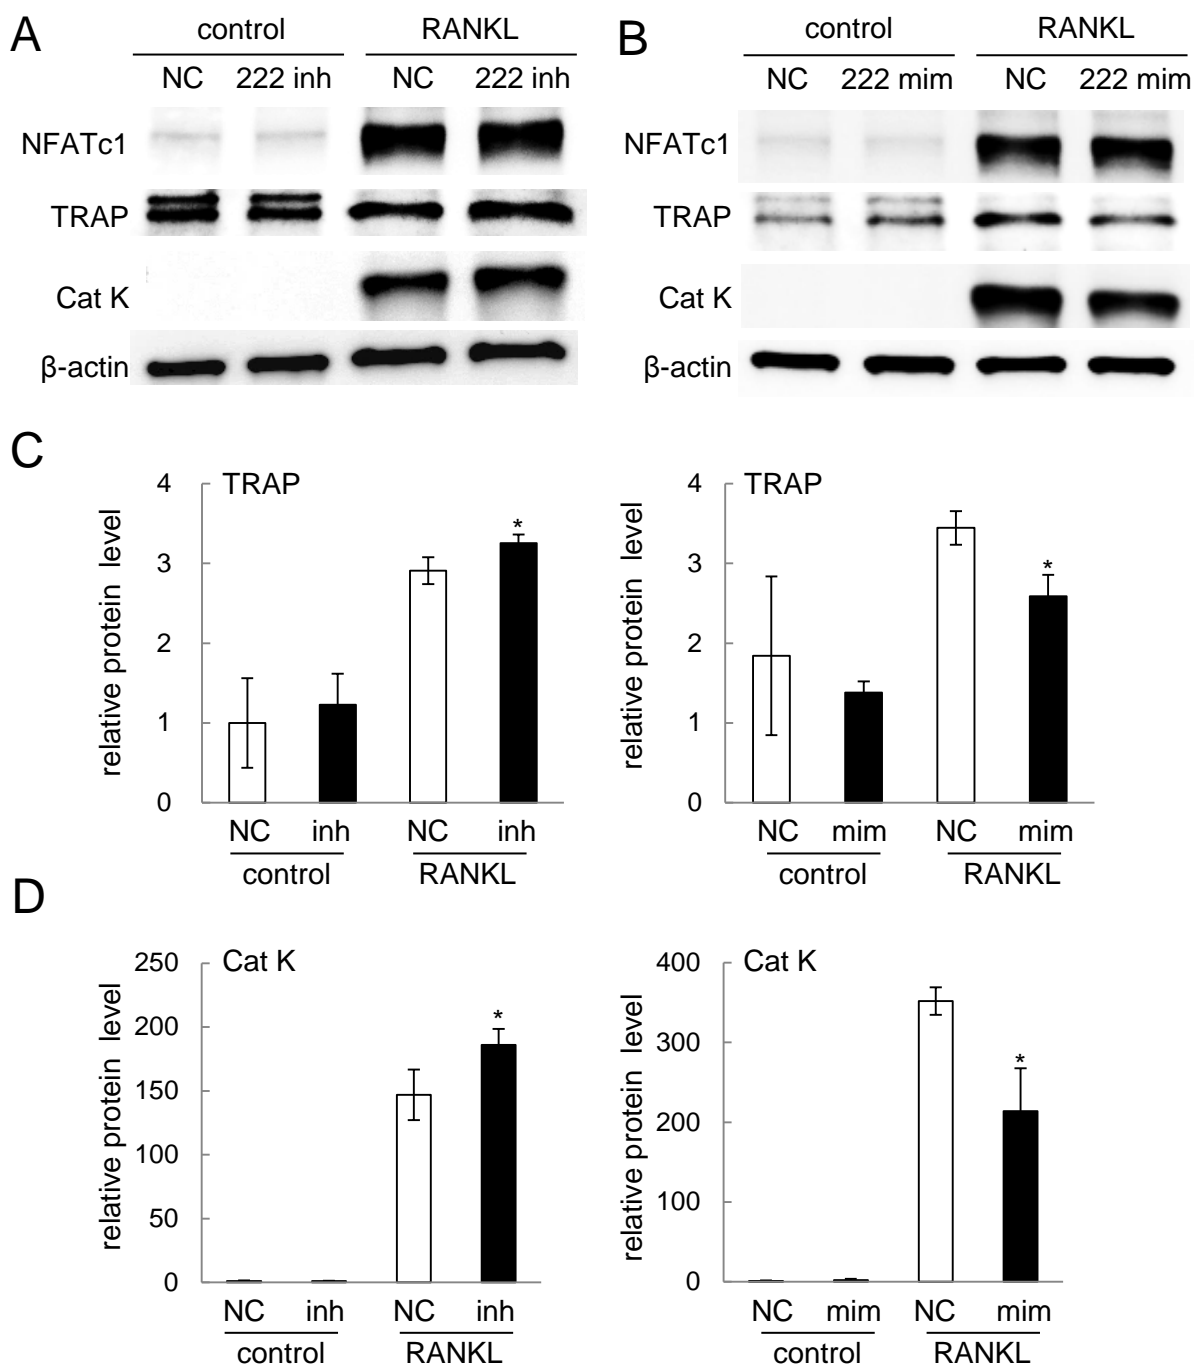 A
control RANKL
NC 222 inh NC 222 inh
NFATc1
TRAP
Cat K
β-actin
B
control RANKL
NC 222 mim NC 222 mim
NFATc1
TRAP
Cat K
β-actin
C
TRAP
relative protein level
4
3
2
1
0
NC inh NC inh
control RANKL
TRAP
relative protein level
4
3
2
1
0
*
*
NC mim NC mim
control RANKL
D
Cat K
relative protein level
250
200
150
100
50
0
*
NC inh NC inh
control RANKL
Cat K
relative protein level
400
300
200
100
0
*
NC mim NC mim
control RANKL